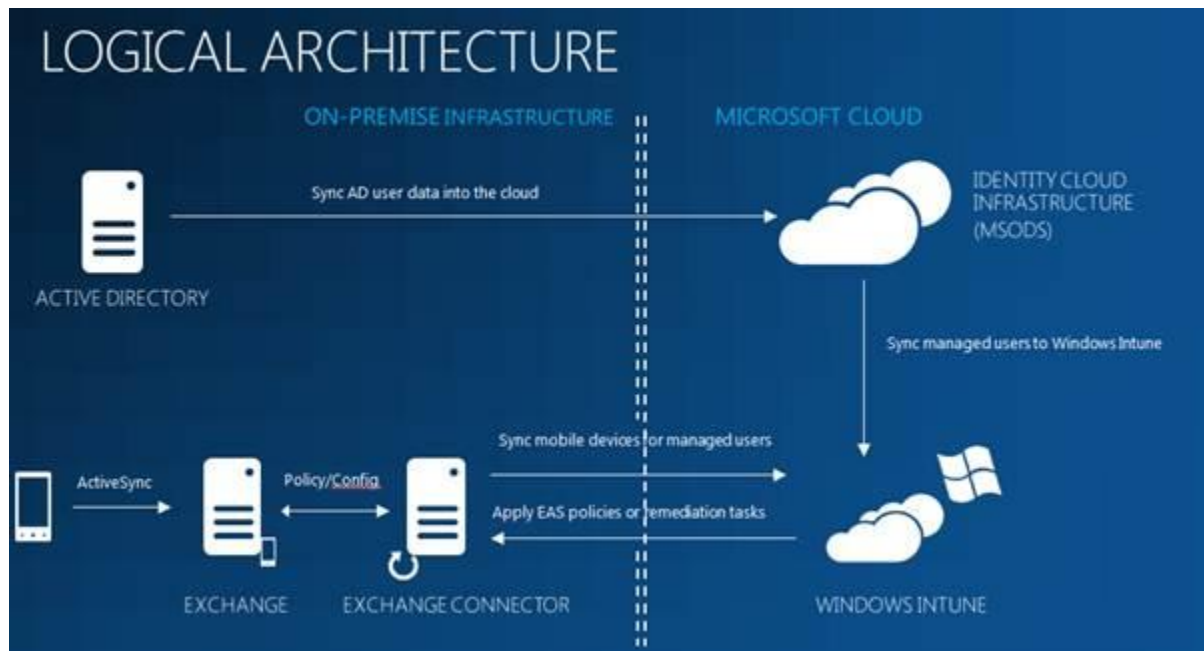 LOGICAL ARCHITECTURE
ON-PREMISE INFRASTRUCTURE
MICROSOFT CLOUD
Sync AD user data into the cloud
IDENTITY CLOUD
INFRASTRUCTURE
(MSODS)
ACTIVE DIRECTORY
Sync managed users to Windows Intune
Sync mobile devices for managed users
ActiveSync
Policy/Config
Apply EAS policies or remediation tasks
EXCHANGE
EXCHANGE CONNECTOR
WINDOWS INTUNE